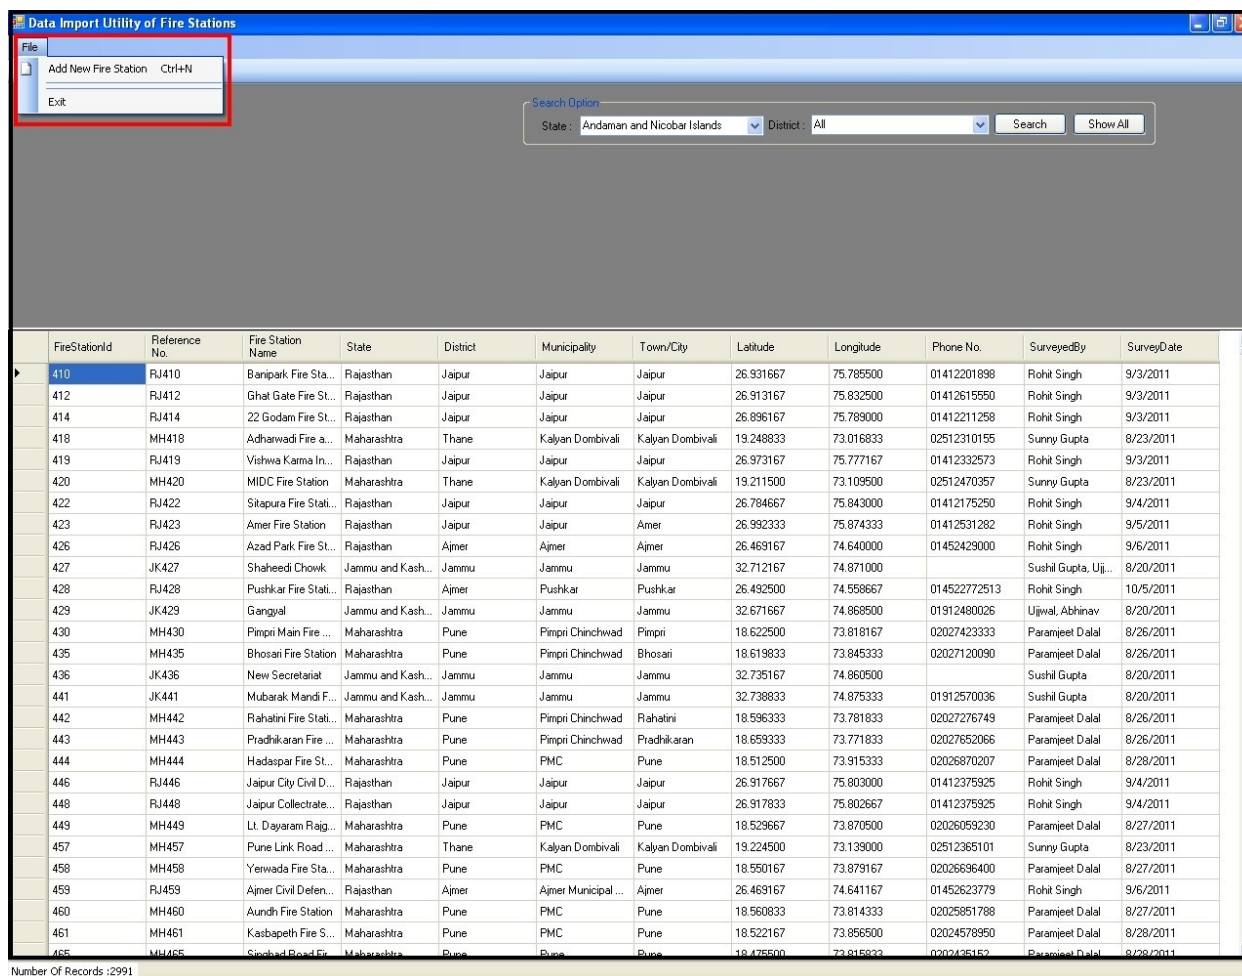 Data Import Utility of Fire Stations
File
Add New Fire Station Ctrl+N
Exit
Search Option
State : Andaman and Nicobar Islands District : All Search Show All
FireStationId Reference No. Fire Station Name State District Municipality Town/City Latitude Longitude Phone No. SurveyedBy SurveyDate
410 RJ410 Banipark Fire Sta... Rajasthan Jaipur Jaipur Jaipur 26.931667 75.785500 01412201898 Rohit Singh 9/3/2011
412 RJ412 Ghat Gate Fire St... Rajasthan Jaipur Jaipur Jaipur 26.913167 75.832500 01412615550 Rohit Singh 9/3/2011
414 RJ414 22 Godam Fire St... Rajasthan Jaipur Jaipur Jaipur 26.896167 75.789000 01412211258 Rohit Singh 9/3/2011
418 MH418 Adharwadi Fire a... Maharashtra Thane Kalyan Dombivali Kalyan Dombivali 19.248833 73.016833 02512310155 Sunny Gupta 8/23/2011
419 RJ419 Vishwa Karma In... Rajasthan Jaipur Jaipur Jaipur 26.973167 75.777167 01412332573 Rohit Singh 9/3/2011
420 MH420 MIDC Fire Station Maharashtra Thane Kalyan Dombivali Kalyan Dombivali 19.211500 73.109500 02512470357 Sunny Gupta 8/23/2011
422 RJ422 Sitapura Fire Stati... Rajasthan Jaipur Jaipur Jaipur 26.784667 75.843000 01412175250 Rohit Singh 9/4/2011
423 RJ423 Amer Fire Station Rajasthan Jaipur Jaipur Amer 26.992333 75.874333 01412531282 Rohit Singh 9/5/2011
426 RJ426 Azad Park Fire St... Rajasthan Ajmer Ajmer Ajmer 26.469167 74.640000 01452429000 Rohit Singh 9/6/2011
427 JK427 Shaheedi Chowk Jammu and Kash... Jammu Jammu Jammu 32.712167 74.871000 Sushil Gupta, Ujj... 8/20/2011
428 RJ428 Pushkar Fire Stati... Rajasthan Ajmer Pushkar Pushkar 26.492500 74.558667 014522772513 Rohit Singh 10/5/2011
429 JK429 Gangyal Jammu and Kash... Jammu Jammu Jammu 32.671667 74.868500 01912480026 Ujjwal, Abhinav 8/20/2011
430 MH430 Pimpri Main Fire ... Maharashtra Pune Pimpri Chinchwad Pimpri 18.622500 73.818167 02027423333 Paramjeet Dalal 8/26/2011
435 MH435 Bhosari Fire Station Maharashtra Pune Pimpri Chinchwad Bhosari 18.619833 73.845333 02027120090 Paramjeet Dalal 8/26/2011
436 JK436 New Secretariat Jammu and Kash... Jammu Jammu Jammu 32.735167 74.860500 Sushil Gupta 8/20/2011
441 JK441 Mubarak Mandi F... Jammu and Kash... Jammu Jammu Jammu 32.738833 74.875333 01912570036 Sushil Gupta 8/20/2011
442 MH442 Rahatini Fire Stati... Maharashtra Pune Pimpri Chinchwad Rahatini 18.596333 73.781833 02027276749 Paramjeet Dalal 8/26/2011
443 MH443 Pradhikaran Fire ... Maharashtra Pune Pimpri Chinchwad Pradhikaran 18.659333 73.771833 02027652066 Paramjeet Dalal 8/26/2011
444 MH444 Hadaspar Fire St... Maharashtra Pune PMC Pune 18.512500 73.915333 02026870207 Paramjeet Dalal 8/28/2011
446 RJ446 Jaipur City Civil D... Rajasthan Jaipur Jaipur Jaipur 26.917667 75.803000 01412375925 Rohit Singh 9/4/2011
448 RJ448 Jaipur Collectrate... Rajasthan Jaipur Jaipur Jaipur 26.917833 75.802667 01412375925 Rohit Singh 9/4/2011
449 MH449 Lt. Dayaram Rajg... Maharashtra Pune PMC Pune 18.529667 73.870500 02026059230 Paramjeet Dalal 8/27/2011
457 MH457 Pune Link Road ... Maharashtra Thane Kalyan Dombivali Kalyan Dombivali 19.224500 73.139000 02512365101 Sunny Gupta 8/23/2011
458 MH458 Yerwada Fire Sta... Maharashtra Pune PMC Pune 18.550167 73.879167 02026696400 Paramjeet Dalal 8/27/2011
459 RJ459 Ajmer Civil Defen... Rajasthan Ajmer Ajmer Municipal ... Ajmer 26.469167 74.641167 01452623779 Rohit Singh 9/6/2011
460 MH460 Aundh Fire Station Maharashtra Pune PMC Pune 18.560833 73.814333 02025851788 Paramjeet Dalal 8/27/2011
461 MH461 Kasbapeth Fire S... Maharashtra Pune PMC Pune 18.522167 73.856500 02024578950 Paramjeet Dalal 8/28/2011
465 MH465 Singhad Road Fir... Maharashtra Pune Pune Pune 18.475500 73.815833 0202435152 Paramjeet Dalal 8/28/2011
Number Of Records :2991